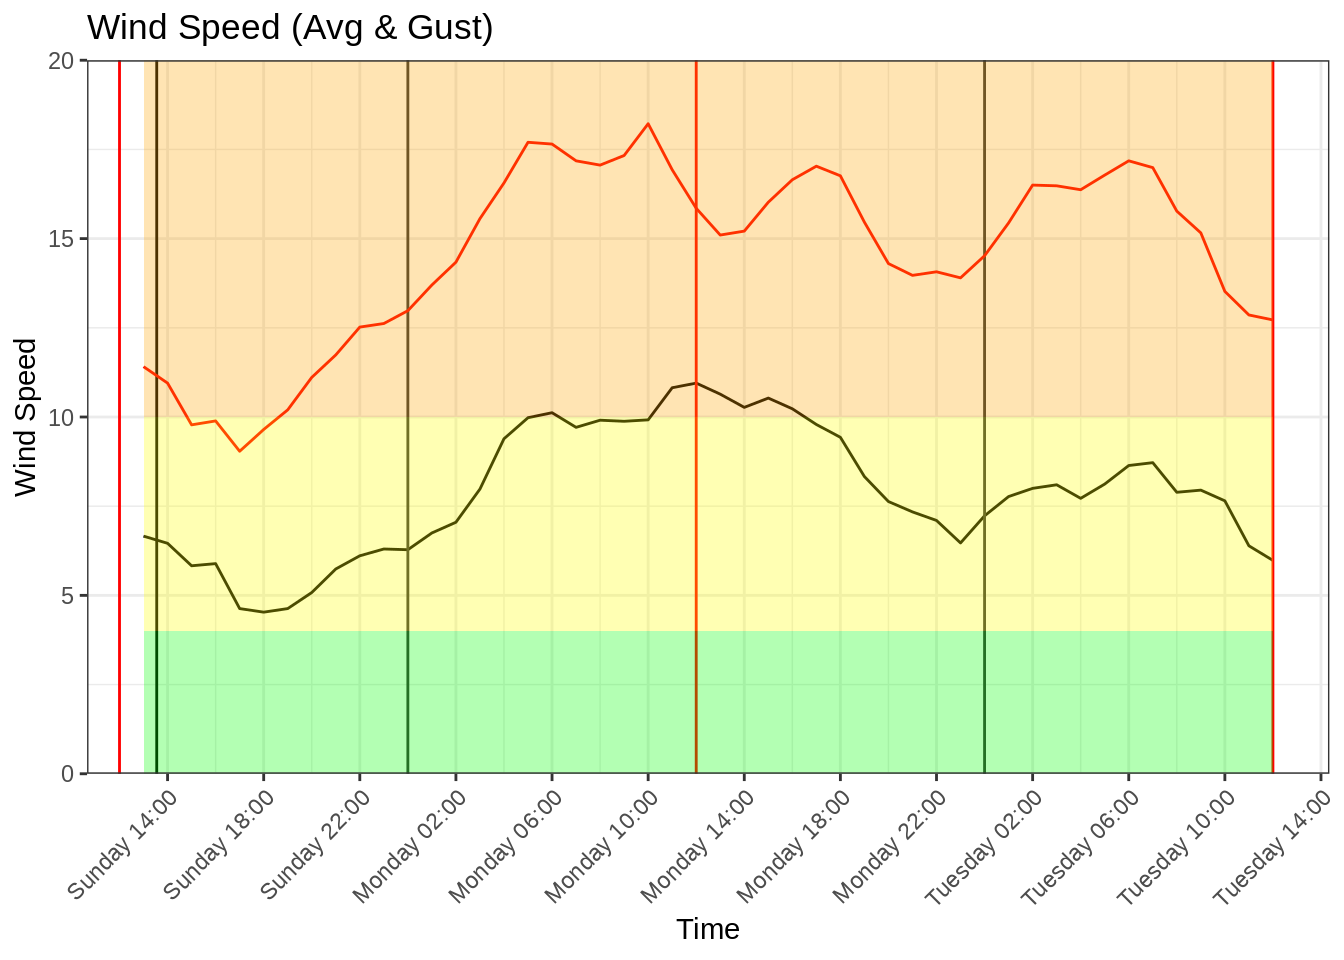 Wind Speed (Avg & Gust)
Wind Speed
20
15
10
5
0
Sunday 14:00
Sunday 18:00
Sunday 22:00
Monday 02:00
Monday 06:00
Monday 10:00
Monday 14:00
Monday 18:00
Monday 22:00
Tuesday 02:00
Tuesday 06:00
Tuesday 10:00
Tuesday 14:00
Time